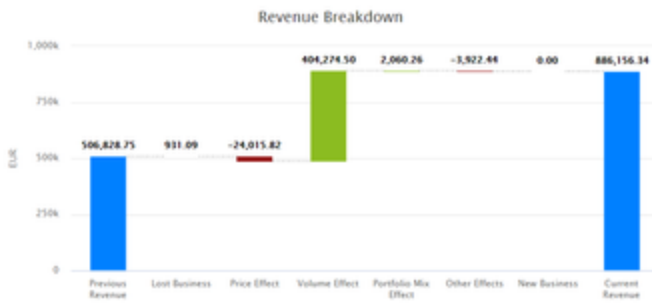 Revenue Breakdown
1,000k
750k
500k
250k
0
EUR
506,828.75
931.09
-24,015.82
404,274.50
2,060.26
-3,922.44
0.00
886,156.34
Previous
Revenue
Lost Business
Price Effect
Volume Effect
Portfolio Mix
Effect
Other Effects
New Business
Current
Revenue